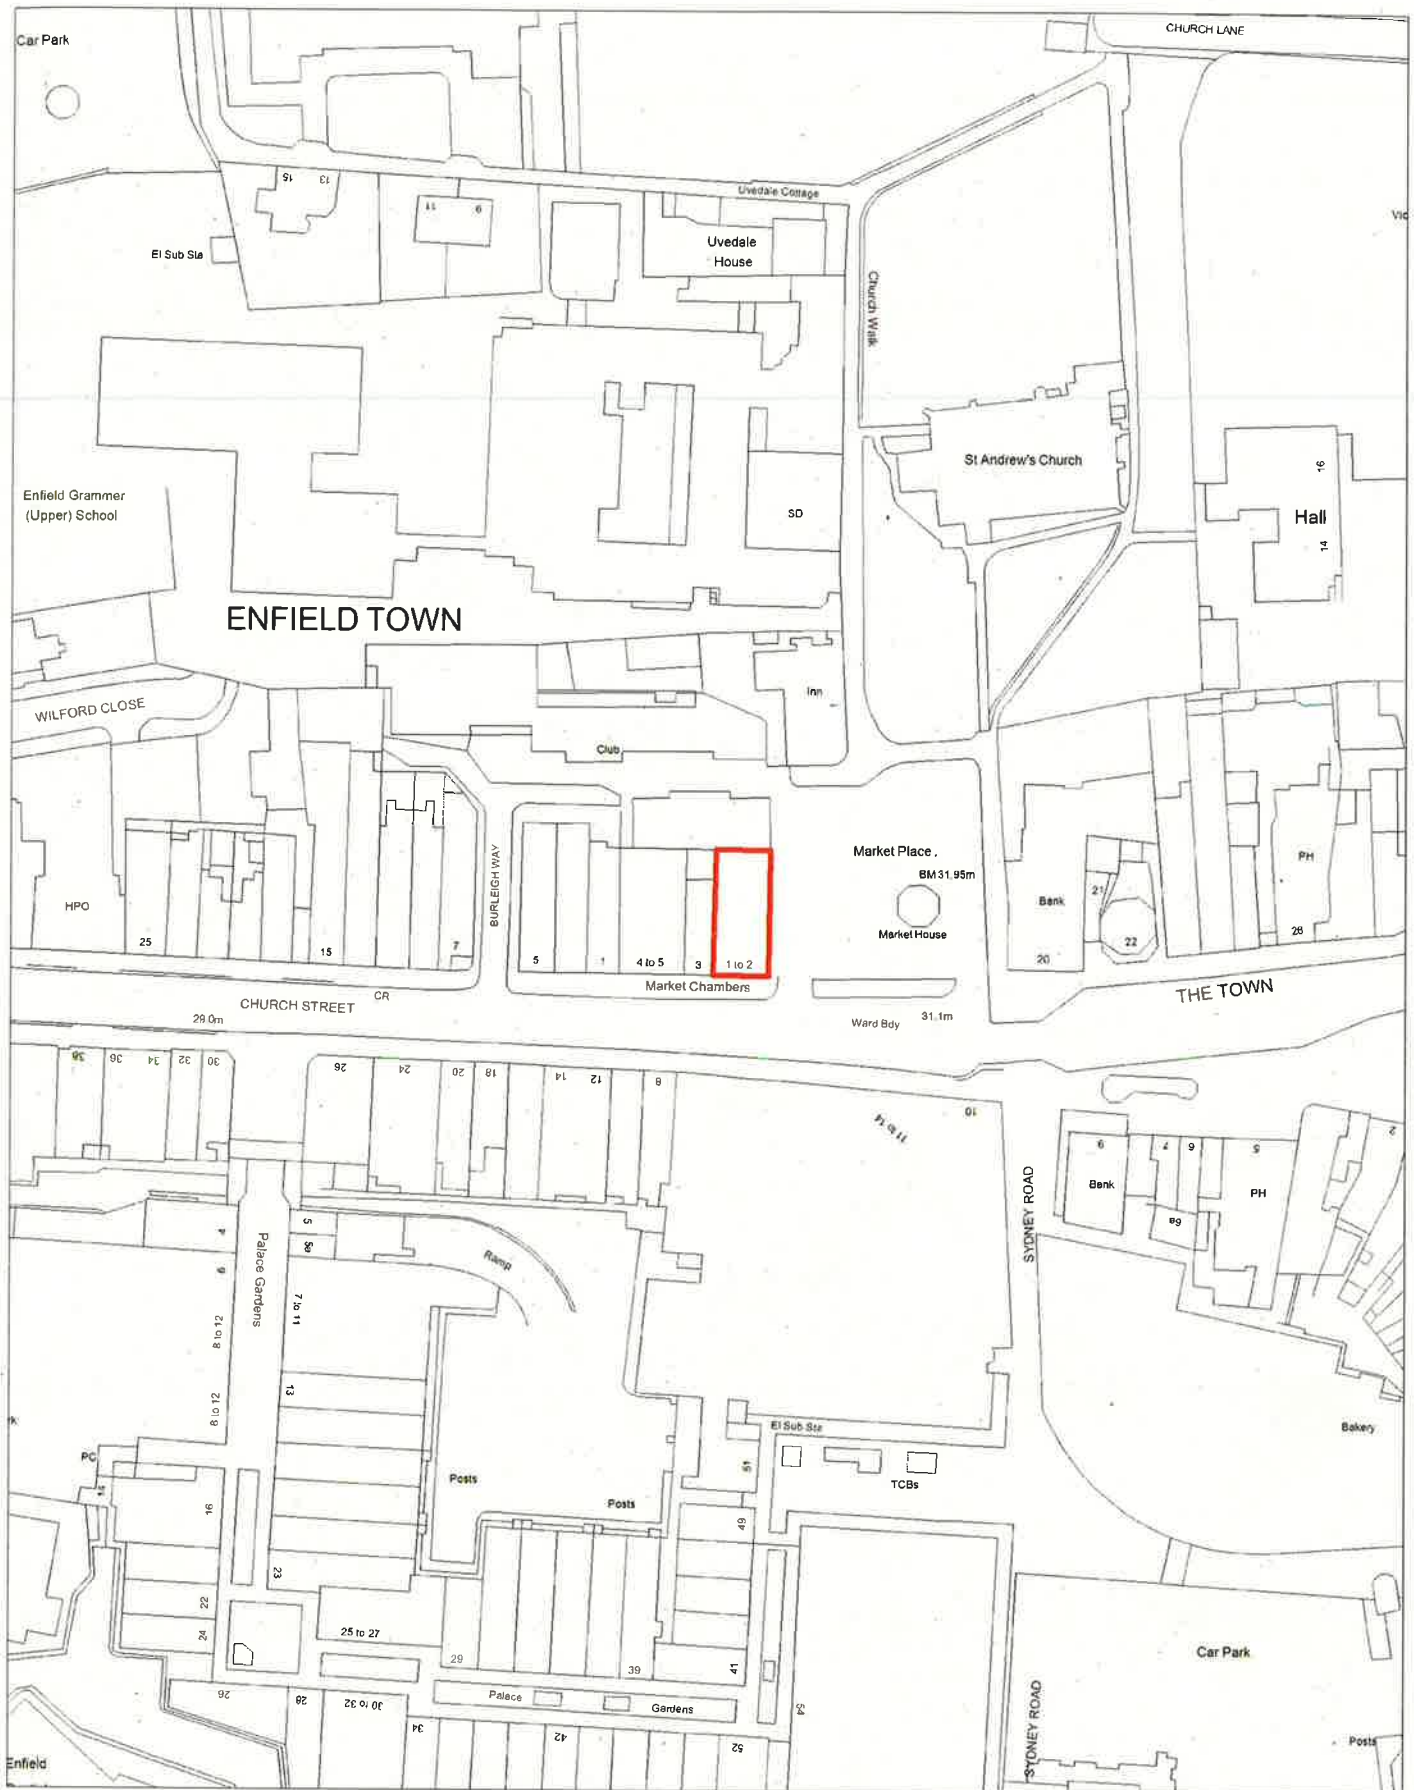 CHURCH LANE
Car Park
15
13
11
9
Uvedale Cottage
Uvedale
House
El Sub Sta
Church Walk
St Andrew's Church
16
Hall
14
Enfield Grammer
(Upper) School
SD
ENFIELD TOWN
Inn
WILFORD CLOSE
Club
BURLEIGH WAY
Market Place
BM 31.95m
Market House
Bank
21
22
20
PH
28
HPO
25
15
7
5
1
4 to 5
3
1 to 2
Market Chambers
THE TOWN
CHURCH STREET
CR
29.0m
Ward Bdy
31.1m
38
36
34
32
30
26
24
20
18
14
12
8
10
11 to 14
SYDNEY ROAD
9
7
6
5
2
Bank
6a
PH
4
5
5a
Palace Gardens
Ramp
6
7 to 11
8 to 12
13
8 to 12
El Sub Sta
Bakery
PC
15
16
Posts
Posts
51
TCBs
49
23
22
24
25 to 27
29
39
41
Car Park
26
28
30 to 32
34
Palace
Gardens
42
52
54
SYDNEY ROAD
Posts
Enfield